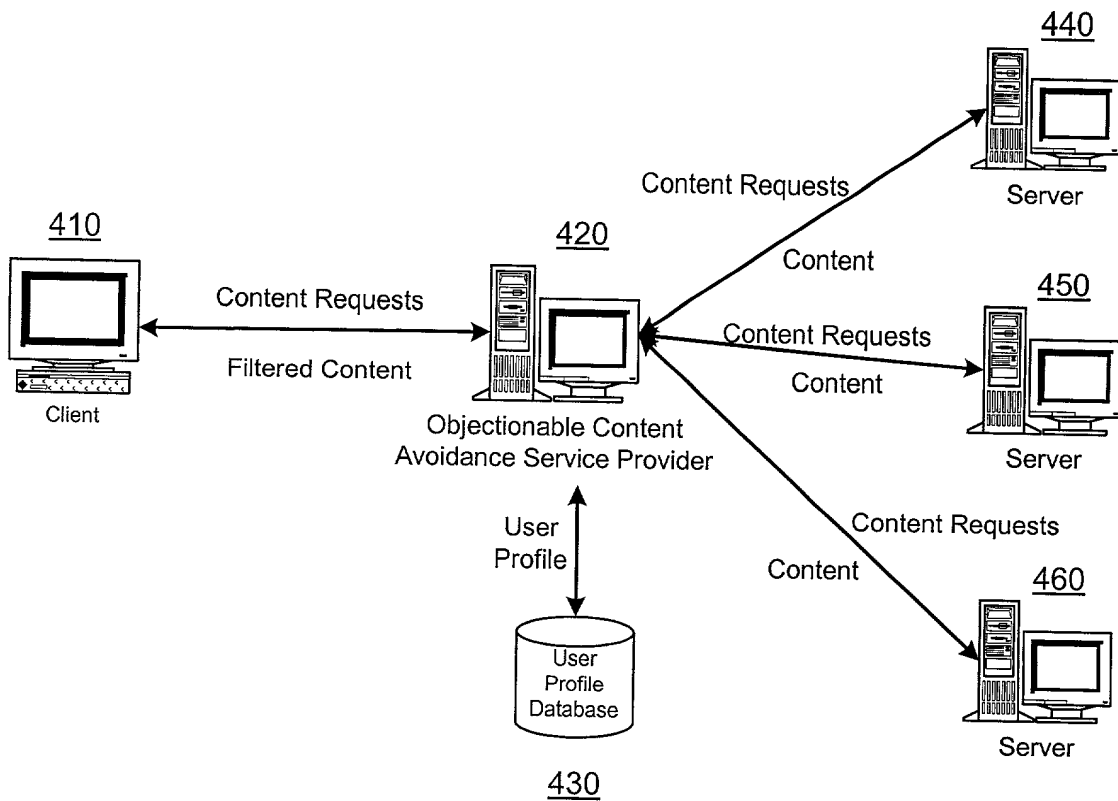 440
Server
Content Requests
Content
410
Client
Content Requests
Filtered Content
420
Objectionable Content
Avoidance Service Provider
450
Content Requests
Content
Server
User
Profile
User
Profile
Database
430
Content Requests
Content
460
Server